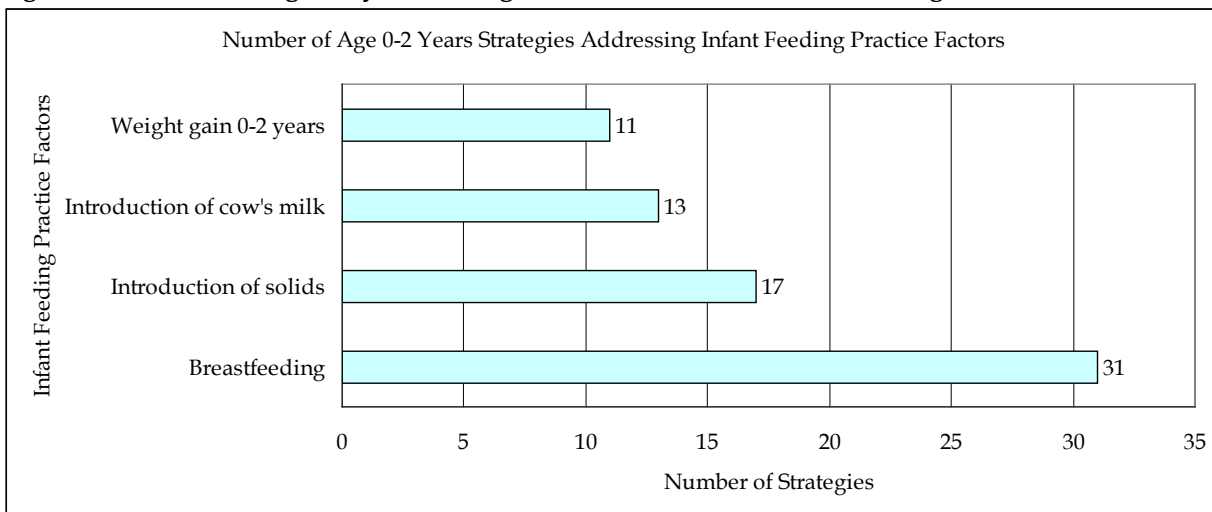 Number of Age 0-2 Years Strategies Addressing Infant Feeding Practice Factors
Infant Feeding Practice Factors
Weight gain 0-2 years
11
Introduction of cow's milk
13
Introduction of solids
17
Breastfeeding
31
0 5 10 15 20 25 30 35
Number of Strategies